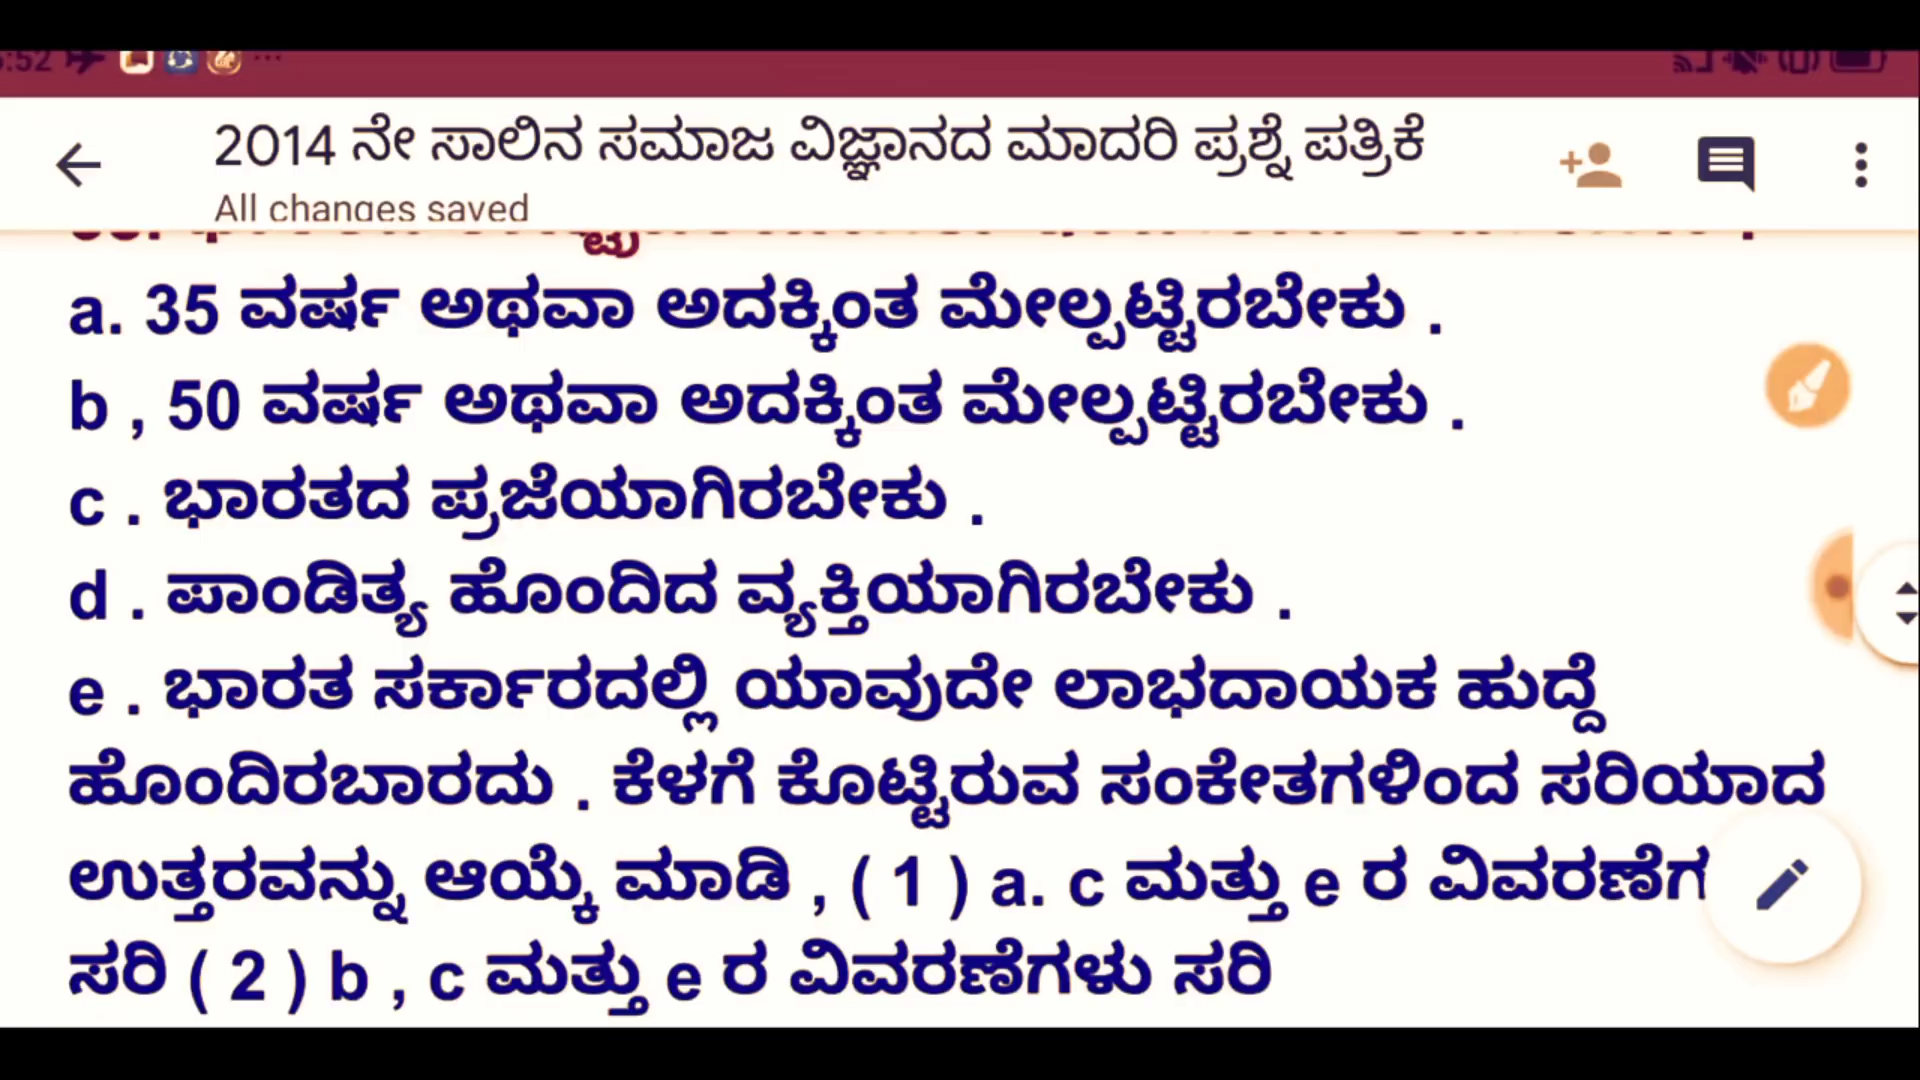 :52
2014 ನೇ ಸಾಲಿನ ಸಮಾಜ ವಿಜ್ಞಾನದ ಮಾದರಿ ಪ್ರಶ್ನೆ ಪತ್ರಿಕೆ
All changes saved
a. 35 ವರ್ಷ ಅಥವಾ ಅದಕ್ಕಿಂತ ಮೇಲ್ಪಟ್ಟಿರಬೇಕು .
b , 50 ವರ್ಷ ಅಥವಾ ಅದಕ್ಕಿಂತ ಮೇಲ್ಪಟ್ಟಿರಬೇಕು .
c . ಭಾರತದ ಪ್ರಜೆಯಾಗಿರಬೇಕು .
d . ಪಾಂಡಿತ್ಯ ಹೊಂದಿದ ವ್ಯಕ್ತಿಯಾಗಿರಬೇಕು .
e . ಭಾರತ ಸರ್ಕಾರದಲ್ಲಿ ಯಾವುದೇ ಲಾಭದಾಯಕ ಹುದ್ದೆ
ಹೊಂದಿರಬಾರದು . ಕೆಳಗೆ ಕೊಟ್ಟಿರುವ ಸಂಕೇತಗಳಿಂದ ಸರಿಯಾದ
ಉತ್ತರವನ್ನು ಆಯ್ಕೆ ಮಾಡಿ , ( 1 ) a. c ಮತ್ತು e ರ ವಿವರಣೆಗ
ಸರಿ ( 2 ) b , c ಮತ್ತು e ರ ವಿವರಣೆಗಳು ಸರಿ